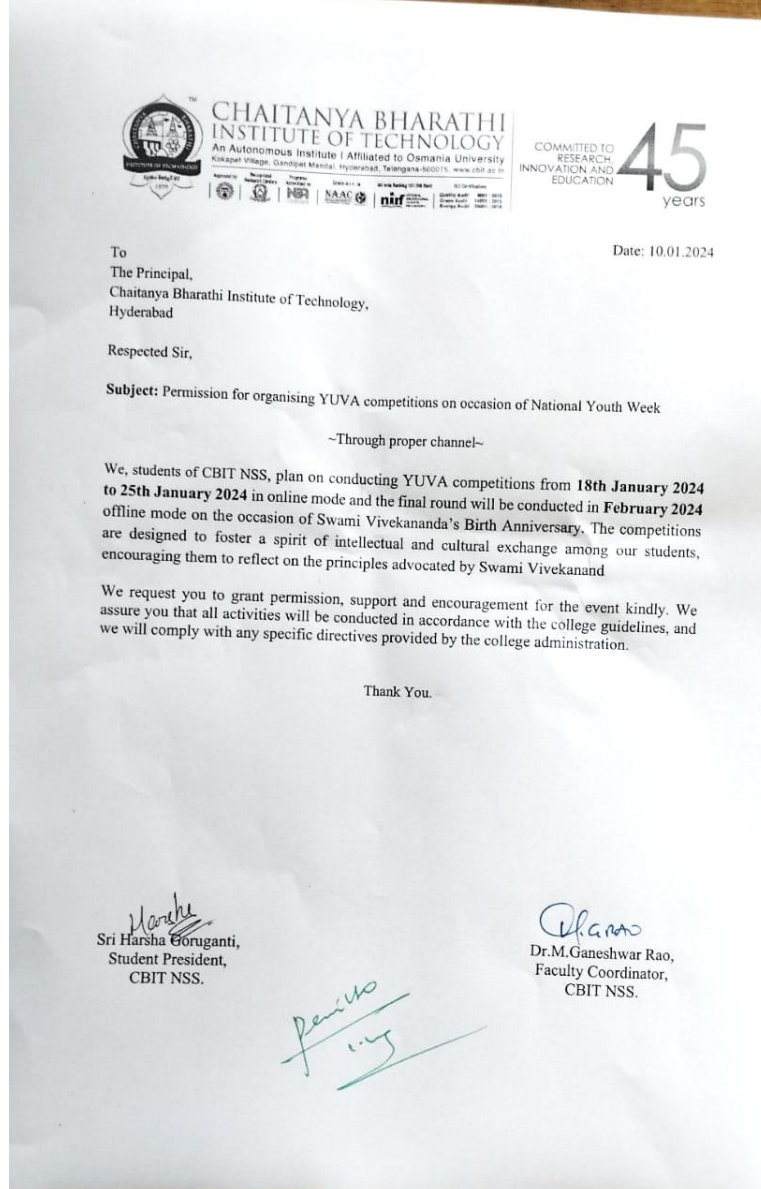 TM
CHAITANYA BHARATHI
INSTITUTE OF TECHNOLOGY
An Autonomous Institute | Affiliated to Osmania University
Kokapet Village, Gandipet Mandal, Hyderabad, Telangana-500075, www.cbit.ac.in
COMMITTED TO
RESEARCH,
INNOVATION AND
EDUCATION
45
years
1979
NBA
NAAC
nirf
Date: 10.01.2024
To
The Principal,
Chaitanya Bharathi Institute of Technology,
Hyderabad
Respected Sir,
Subject: Permission for organising YUVA competitions on occasion of National Youth Week
~Through proper channel~
We, students of CBIT NSS, plan on conducting YUVA competitions from 18th January 2024
to 25th January 2024 in online mode and the final round will be conducted in February 2024
offline mode on the occasion of Swami Vivekananda's Birth Anniversary. The competitions
are designed to foster a spirit of intellectual and cultural exchange among our students,
encouraging them to reflect on the principles advocated by Swami Vivekanand
We request you to grant permission, support and encouragement for the event kindly. We
assure you that all activities will be conducted in accordance with the college guidelines, and
we will comply with any specific directives provided by the college administration.
Thank You.
Harsha
Sri Harsha Goruganti,
Student President,
CBIT NSS.
Dr.M.Ganeshwar Rao,
Faculty Coordinator,
CBIT NSS.